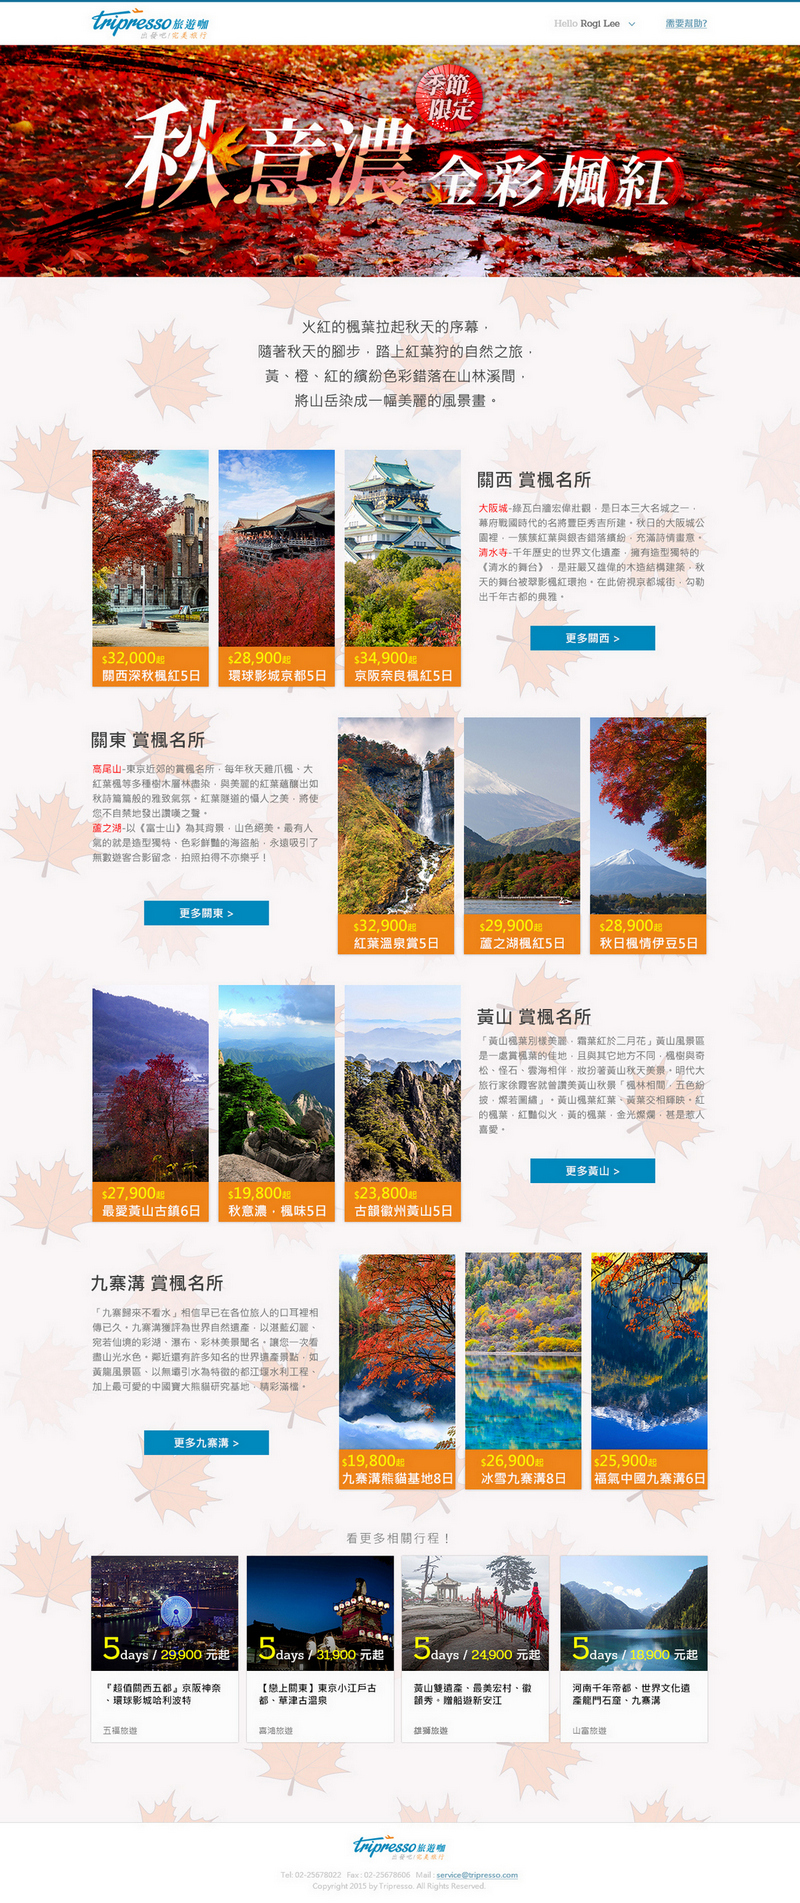 tripresso 旅遊咖
出發吧!完美旅行
Hello Rogi Lee
需要幫助?
季節
限定
秋意濃
金彩楓紅
火紅的楓葉拉起秋天的序幕，
隨著秋天的腳步，踏上紅葉狩的自然之旅，
黃、橙、紅的繽紛色彩錯落在山林溪間，
將山岳染成一幅美麗的風景畫。
$32,000起
關西深秋楓紅5日
$28,900起
環球影城京都5日
$34,900起
京阪奈良楓紅5日
關西 賞楓名所
大阪城-綠瓦白牆宏偉壯觀，是日本三大名城之一，
幕府戰國時代的名將豐臣秀吉所建。秋日的大阪城公
園裡，一簇簇紅葉與銀杏錯落繽紛，充滿詩情畫意。
清水寺-千年歷史的世界文化遺產，擁有造型獨特的
《清水的舞台》，是莊嚴又雄偉的木造結構建築，秋
天的舞台被翠影楓紅環抱。在此俯視京都城街，勾勒
出千年古都的典雅。
更多關西 >
關東 賞楓名所
高尾山-東京近郊的賞楓名所，每年秋天雞爪楓、大
紅葉楓等多種樹木層林盡染，與美麗的紅葉蘊釀出如
秋詩篇篇般的雅致氣氛。紅葉隧道的懾人之美，將使
您不自禁地發出讚嘆之聲。
蘆之湖-以《富士山》為其背景，山色絕美。最有人
氣的就是造型獨特、色彩鮮豔的海盜船，永遠吸引了
無數遊客合影留念，拍照拍得不亦樂乎！
更多關東 >
$32,900起
紅葉溫泉賞5日
$29,900起
蘆之湖楓紅5日
$28,900起
秋日楓情伊豆5日
$27,900起
最愛黃山古鎮6日
$19,800起
秋意濃，楓味5日
$23,800起
古韻徽州黃山5日
黃山 賞楓名所
「黃山楓葉別樣美麗，霜葉紅於二月花」黃山風景區
是一處賞楓葉的佳地，且與其它地方不同，楓樹與奇
松、怪石、雲海相伴，妝扮著黃山秋天美景。明代大
旅行家徐霞客就曾讚美黃山秋景「楓林相間，五色紛
披，燦若圖繡」。黃山楓葉紅葉、黃葉交相輝映。紅
的楓葉，紅豔似火，黃的楓葉，金光燦爛，甚是惹人
喜愛。
更多黃山 >
九寨溝 賞楓名所
「九寨歸來不看水」相信早已在各位旅人的口耳裡相
傳已久。九寨溝獲評為世界自然遺產，以湛藍幻麗、
宛若仙境的彩湖、瀑布、彩林美景聞名。讓您一次看
盡山光水色。鄰近還有許多知名的世界遺產景點，如
黃龍風景區、以無壩引水為特徵的都江堰水利工程、
加上最可愛的中國寶大熊貓研究基地，精彩滿檔。
更多九寨溝 >
$19,800起
九寨溝熊貓基地8日
$26,900起
冰雪九寨溝8日
$25,900起
福氣中國九寨溝6日
看更多相關行程！
5days / 29,900 元起
『超值關西五都』京阪神奈
、環球影城哈利波特
五福旅遊
5days / 31,900 元起
【戀上關東】東京小江戶古
都、草津古溫泉
喜鴻旅遊
5days / 24,900 元起
黃山雙遺產、最美宏村、徽
韻秀。贈船遊新安江
雄獅旅遊
5days / 18,900 元起
河南千年帝都、世界文化遺
產龍門石窟、九寨溝
山富旅遊
tripresso 旅遊咖
出發吧!完美旅行
Tel: 02-25678022 Fax : 02-25678606 Mail : service@tripresso.com
Copyright 2015 by Tripresso. All Rights Reserved.